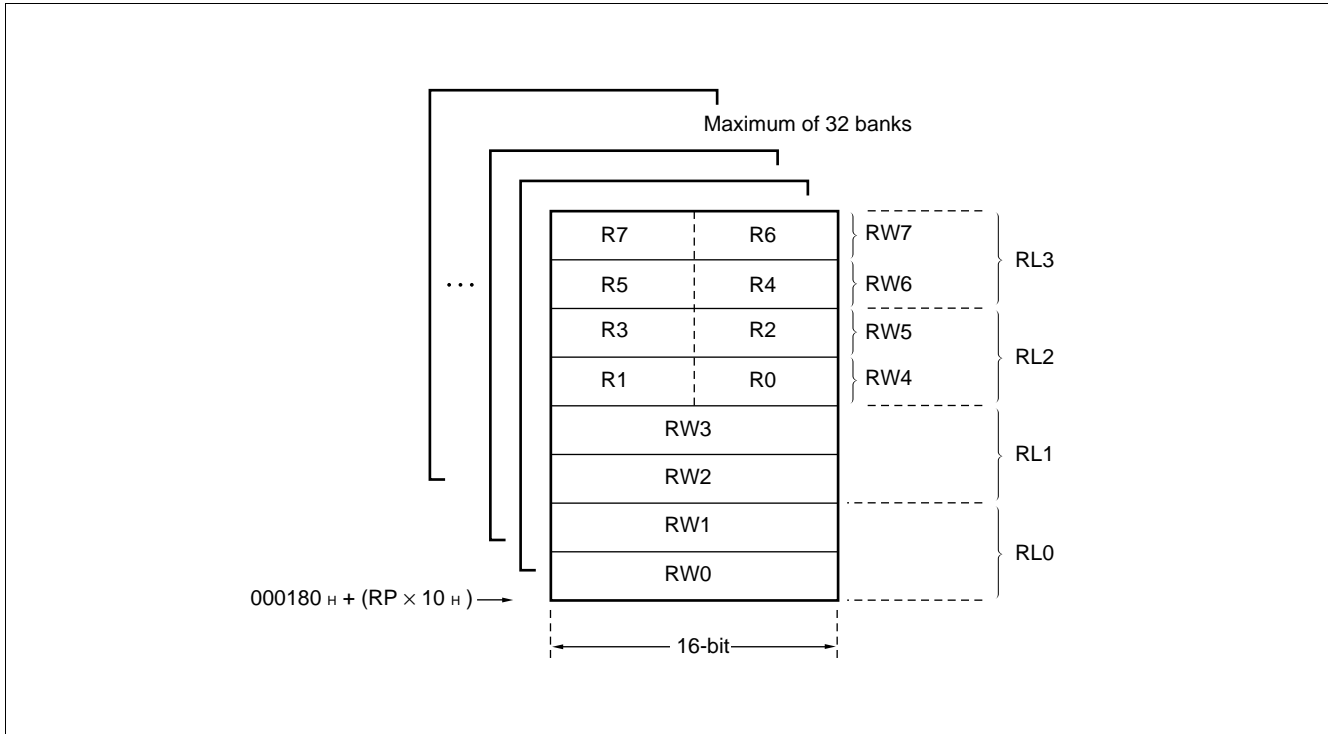 Maximum of 32 banks
R7 R6 RW7
RL3
... R5 R4 RW6
R3 R2 RW5
RL2
R1 R0 RW4
RW3
RL1
RW2
RW1
RL0
RW0
000180 H + (RP × 10 H )
16-bit